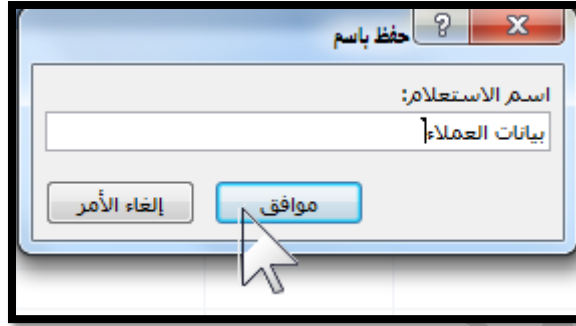 حفظ باسم
اسم الاستعلام:
بيانات العملاء
موافق
إلغاء الأمر